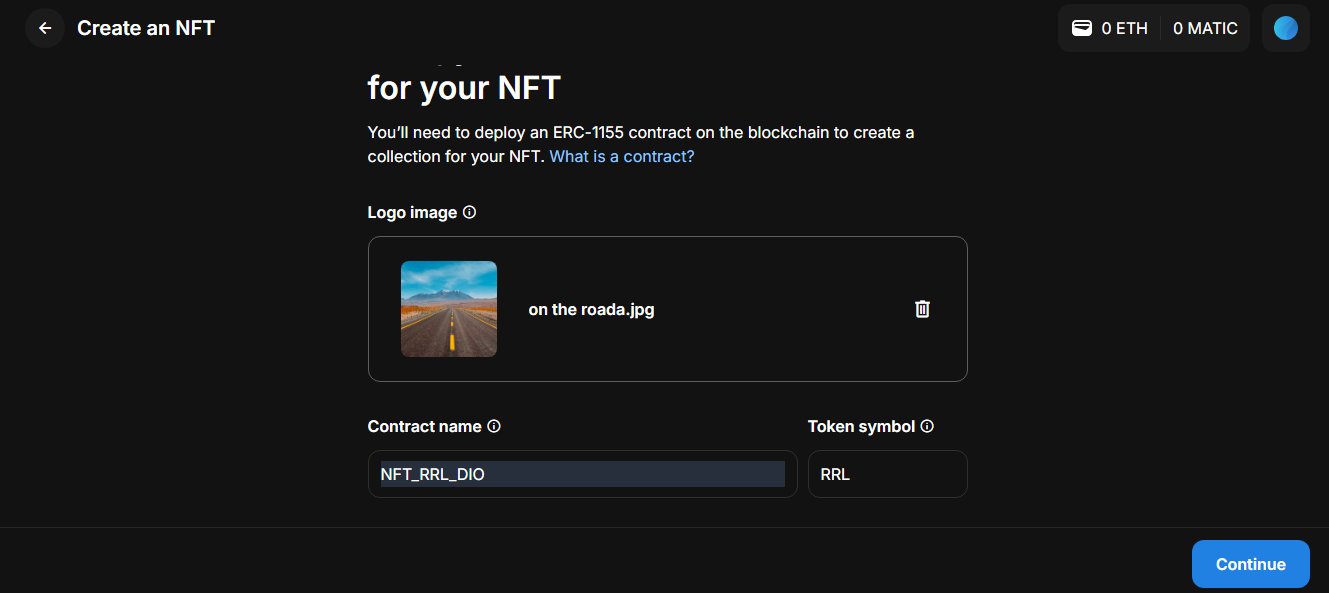 Create an NFT
0 ETH
0 MATIC
for your NFT
You’ll need to deploy an ERC-1155 contract on the blockchain to create a
collection for your NFT. What is a contract?
Logo image
on the roada.jpg
Contract name
Token symbol
NFT_RRL_DIO
RRL
Continue